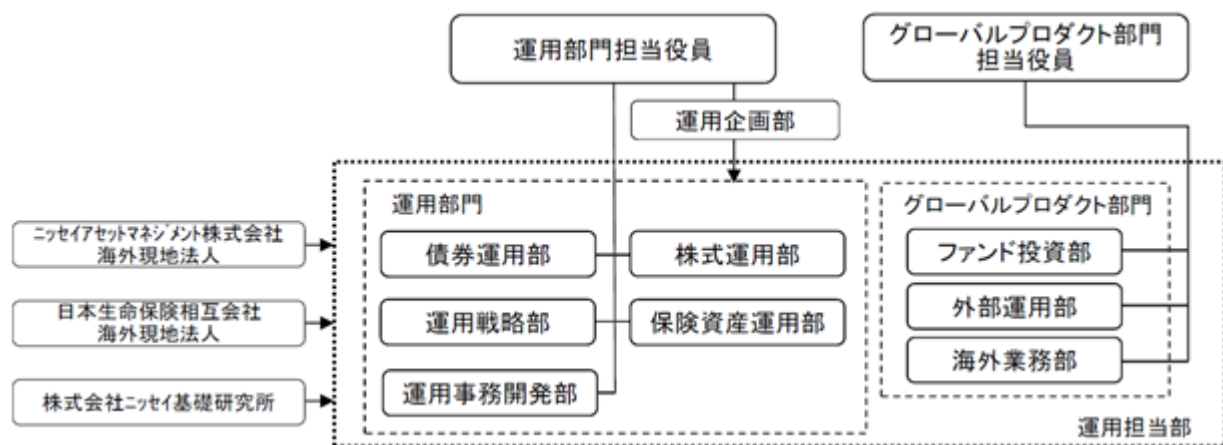 運用部門担当役員
グローバルプロダクト部門
担当役員
運用企画部
運用部門
グローバルプロダクト部門
ニッセイアセットマネジメント株式会社
海外現地法人
債券運用部
株式運用部
ファンド投資部
日本生命保険相互会社
海外現地法人
運用戦略部
保険資産運用部
外部運用部
海外業務部
株式会社ニッセイ基礎研究所
運用事務開発部
運用担当部